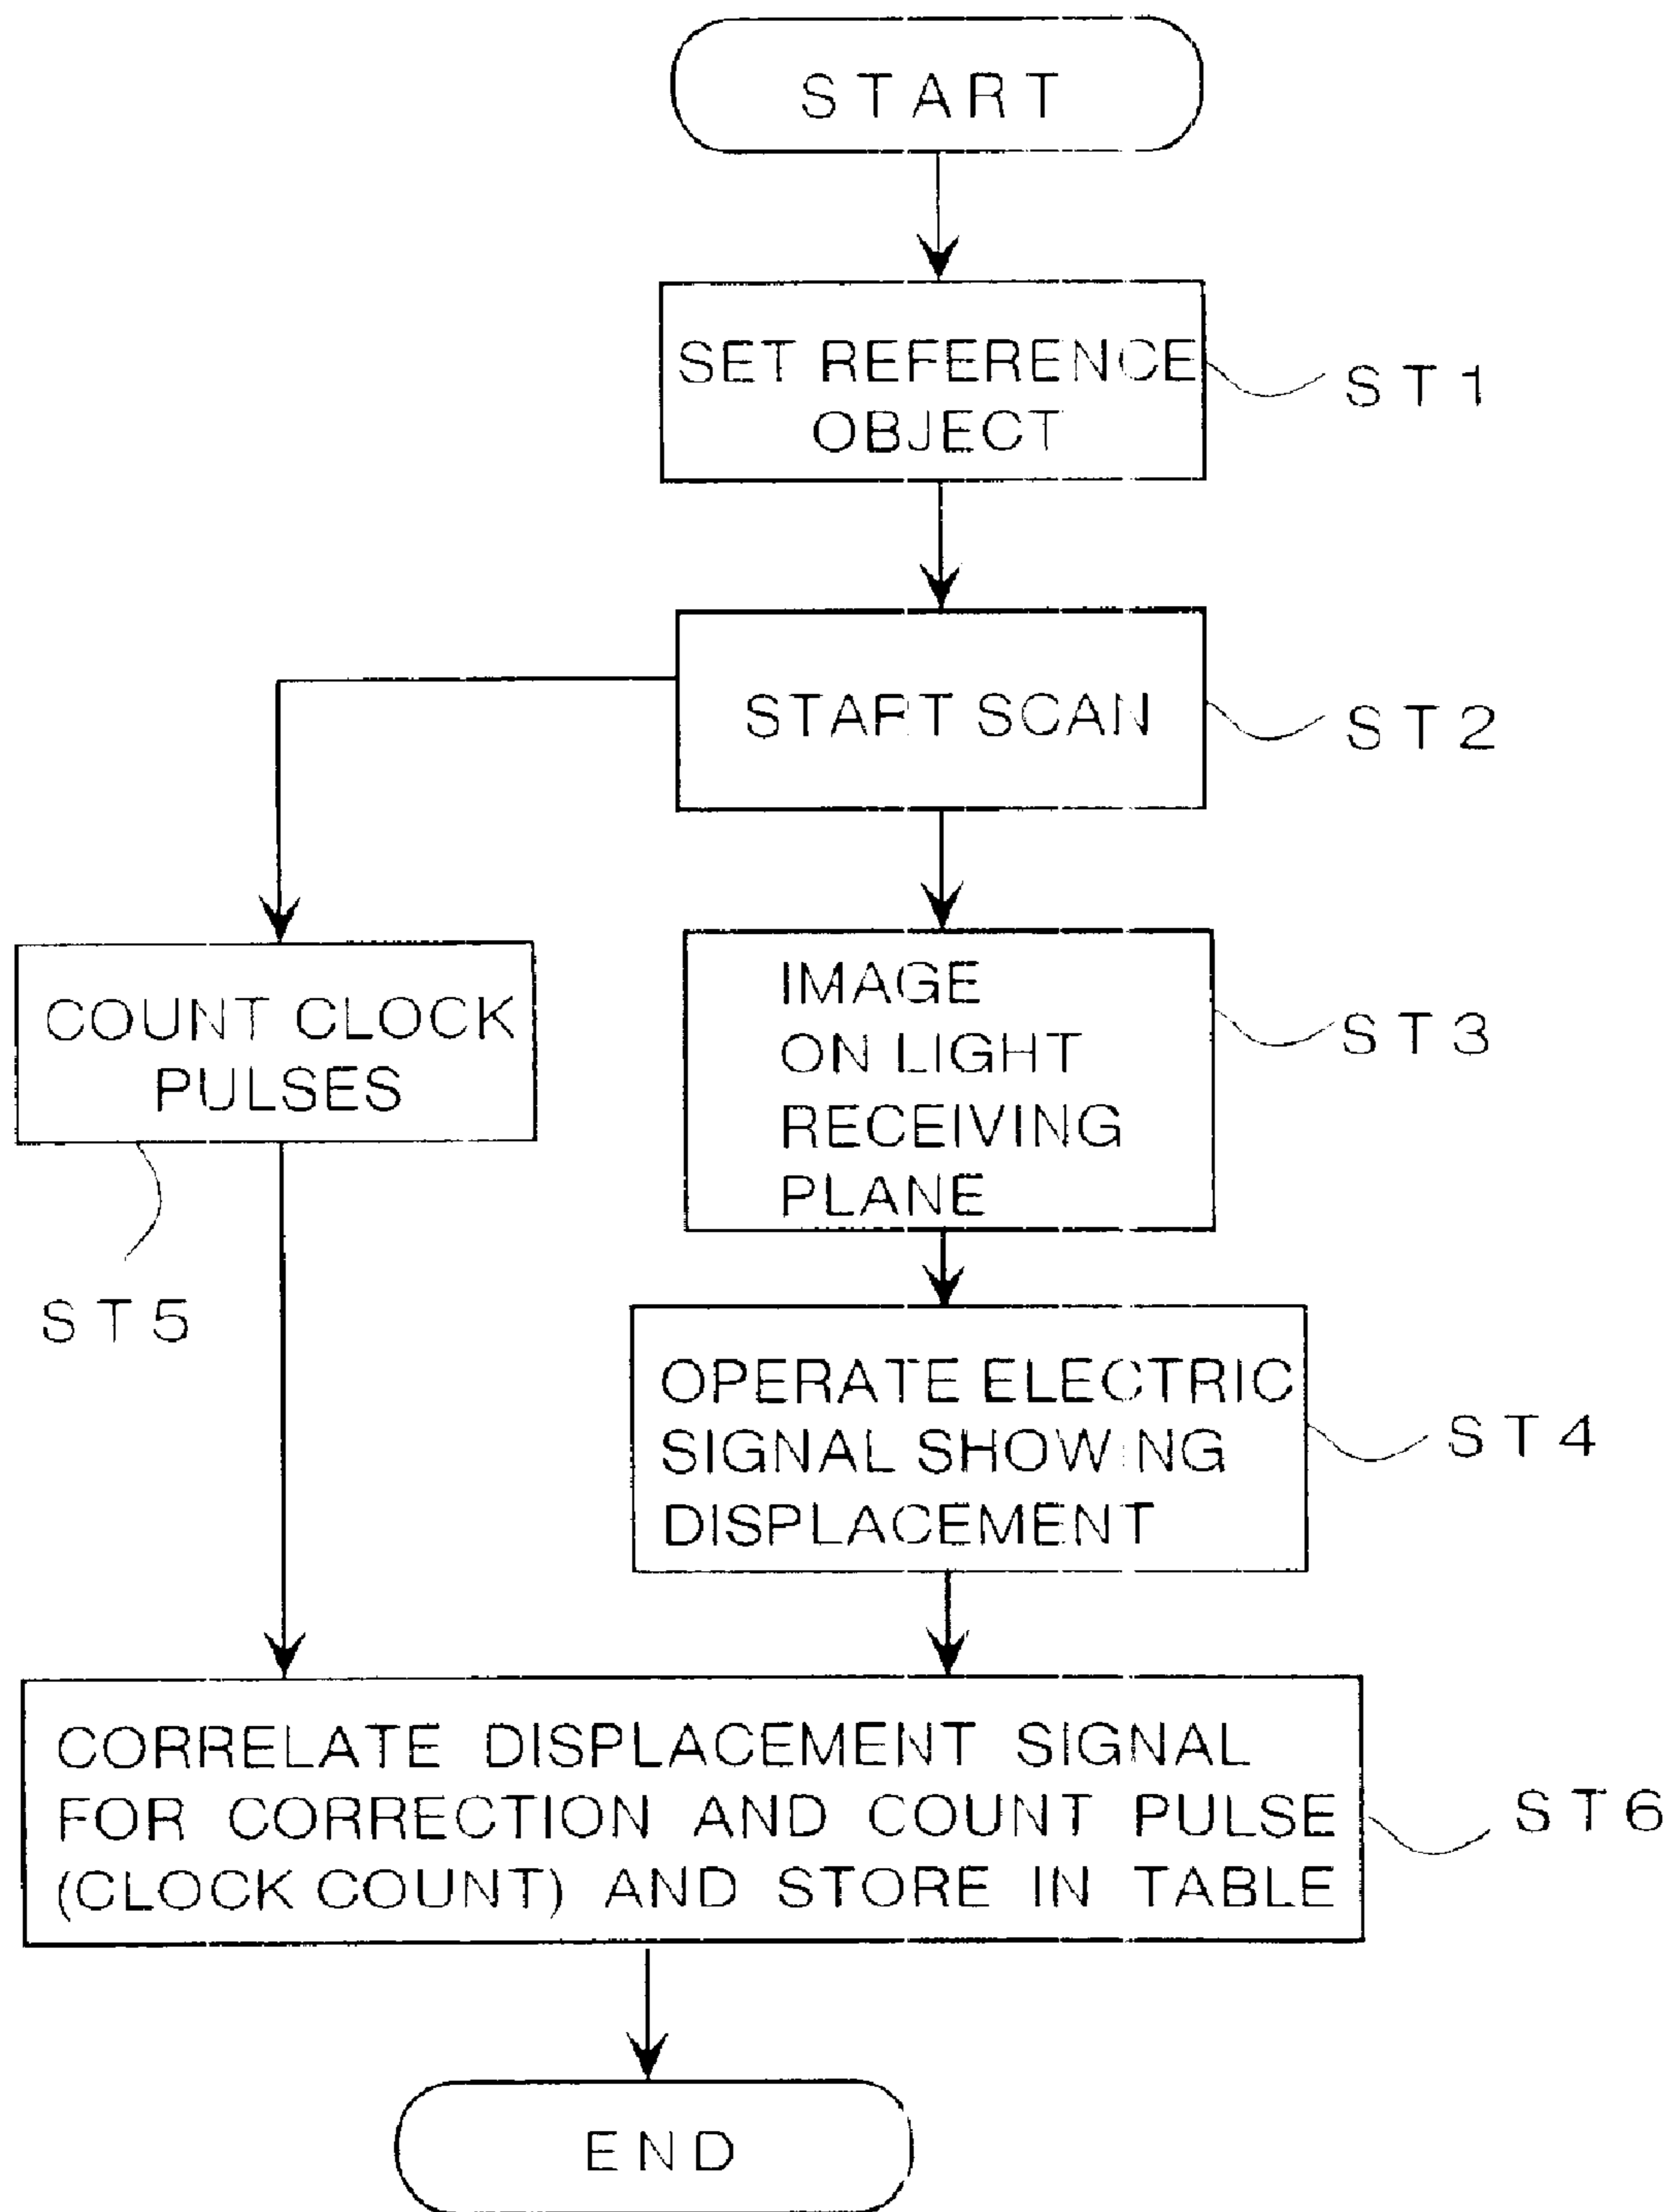 START
SET REFERENCE
OBJECT
ST1
START SCAN
ST2
COUNT CLOCK
PULSES
ST5
IMAGE
ON LIGHT
RECEIVING
PLANE
ST3
OPERATE ELECTRIC
SIGNAL SHOWING
DISPLACEMENT
ST4
CORRELATE DISPLACEMENT SIGNAL
FOR CORRECTION AND COUNT PULSE
(CLOCK COUNT) AND STORE IN TABLE
ST6
END